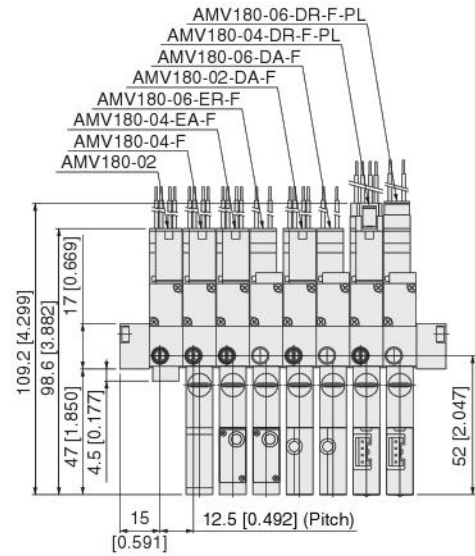 AMV180-06-DR-F-PL
AMV180-04-DR-F-PL
AMV180-06-DA-F
AMV180-02-DA-F
AMV180-06-ER-F
AMV180-04-EA-F
AMV180-04-F
AMV180-02
109.2 [4.299]
98.6 [3.882]
17 [0.669]
47 [1.850]
4.5 [0.177]
52 [2.047]
15
[0.591]
12.5 [0.492] (Pitch)